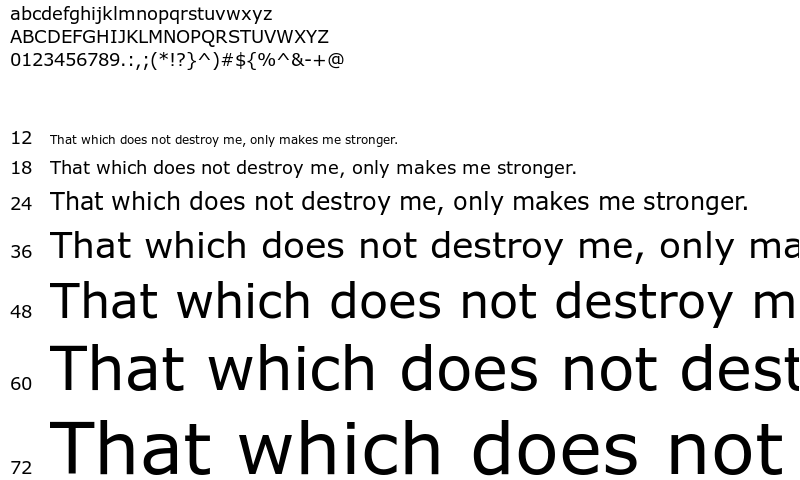 abcdefghijklmnopqrstuvwxyz
ABCDEFGHIJKLMNOPQRSTUVWXYZ
0123456789.:,;(*!?}^)#${%^&-+@
12 That which does not destroy me, only makes me stronger.
18 That which does not destroy me, only makes me stronger.
24 That which does not destroy me, only makes me stronger.
36 That which does not destroy me, only ma
48 That which does not destroy m
60 That which does not dest
72 That which does not